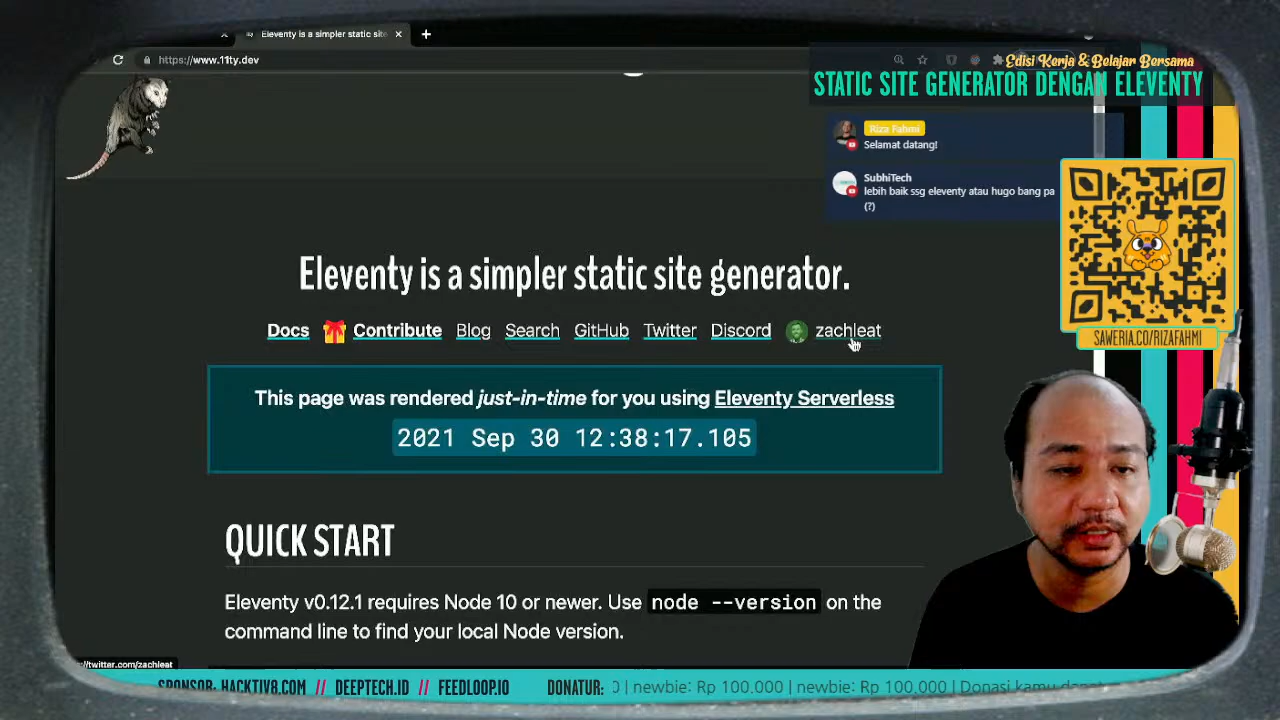 Eleventy is a simpler static site
https://www.11ty.dev
Edisi Kerja & Belajar Bersama
STATIC SITE GENERATOR DENGAN ELEVENTY
Riza Fahmi
Selamat datang!
SubhiTech
lebih baik ssg eleventy atau hugo bang pa
(?)
SAWERIA.CO/RIZAFAHMI
Eleventy is a simpler static site generator.
Docs Contribute Blog Search GitHub Twitter Discord zachleat
This page was rendered just-in-time for you using Eleventy Serverless
2021 Sep 30 12:38:17.105
QUICK START
Eleventy v0.12.1 requires Node 10 or newer. Use node --version on the
command line to find your local Node version.
://twitter.com/zachleat
SPONSOR: HACKTIV8.COM // DEEPTECH.ID // FEEDLOOP.IO DONATUR: 0 | newbie: Rp 100.000 | newbie: Rp 100.000 | Donasi kamu